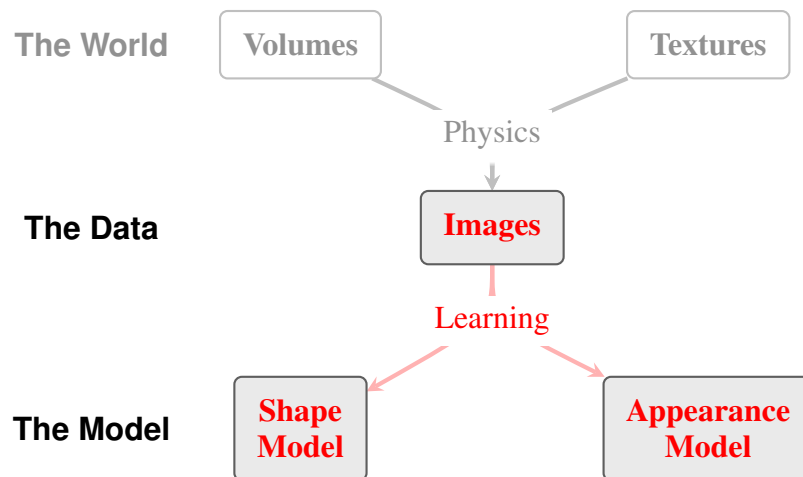 The World
Volumes
Textures
Physics
The Data
Images
Learning
The Model
Shape
Model
Appearance
Model